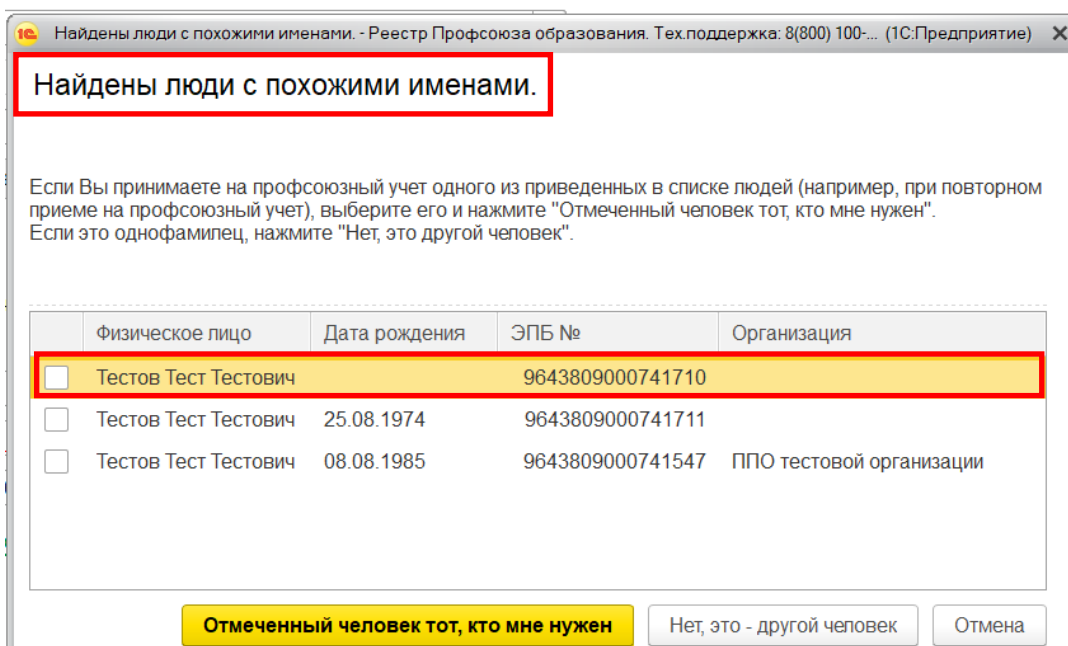 1С Найдены люди с похожими именами. - Реестр Профсоюза образования. Тех.поддержка: 8(800) 100-... (1С:Предприятие) ×
Найдены люди с похожими именами.
Если Вы принимаете на профсоюзный учет одного из приведенных в списке людей (например, при повторном
приеме на профсоюзный учет), выберите его и нажмите "Отмеченный человек тот, кто мне нужен".
Если это однофамилец, нажмите "Нет, это другой человек".
Физическое лицо Дата рождения ЭПБ № Организация
Тестов Тест Тестович 9643809000741710
Тестов Тест Тестович 25.08.1974 9643809000741711
Тестов Тест Тестович 08.08.1985 9643809000741547 ППО тестовой организации
Отмеченный человек тот, кто мне нужен Нет, это - другой человек Отмена